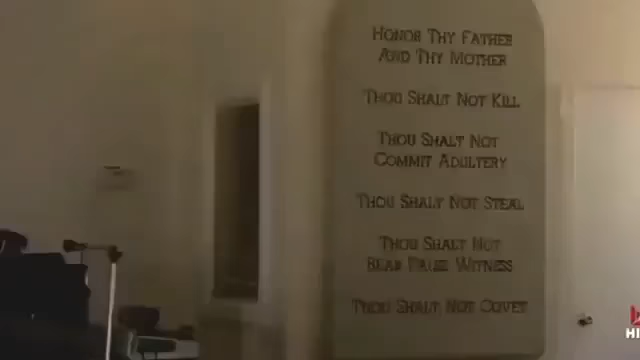 Honor Thy Father
And Thy Mother
Thou Shalt Not Kill
Thou Shalt Not
Commit Adultery
Thou Shalt Not Steal
Thou Shalt Not
Bear False Witness
Thou Shalt Not Covet
HI